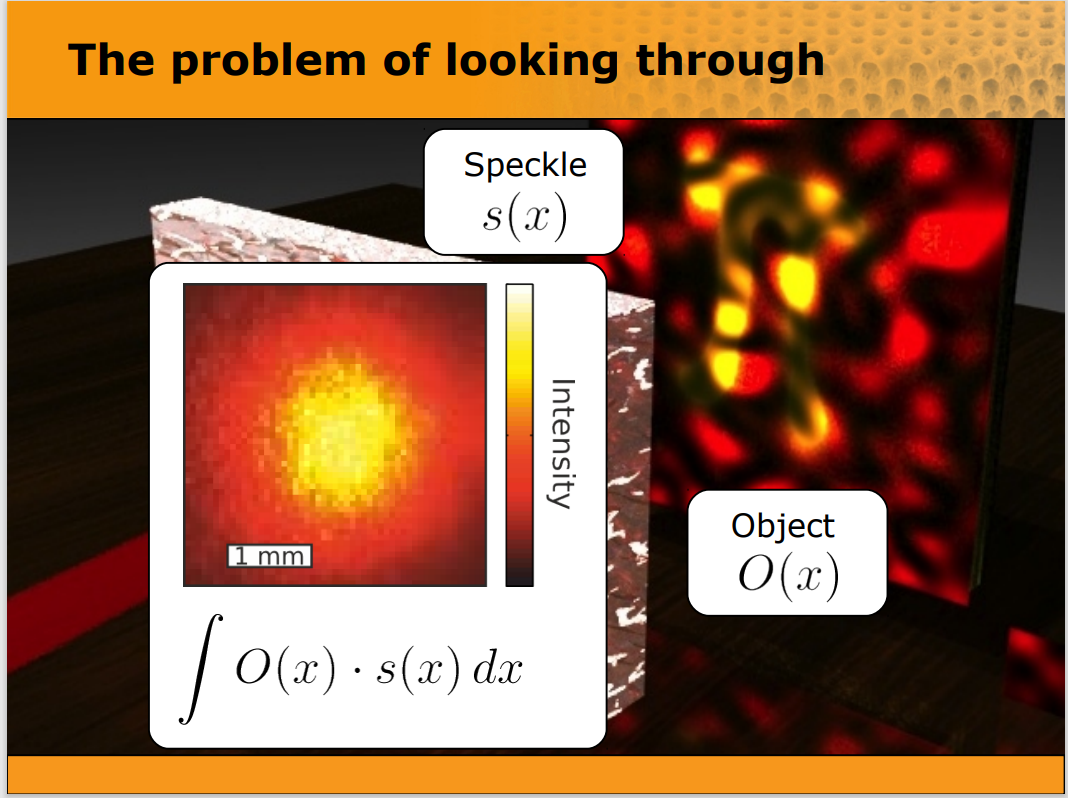 The problem of looking through
Speckle
s(x)
Intensity
1 mm
Object
O(x)
∫ O(x) · s(x) dx